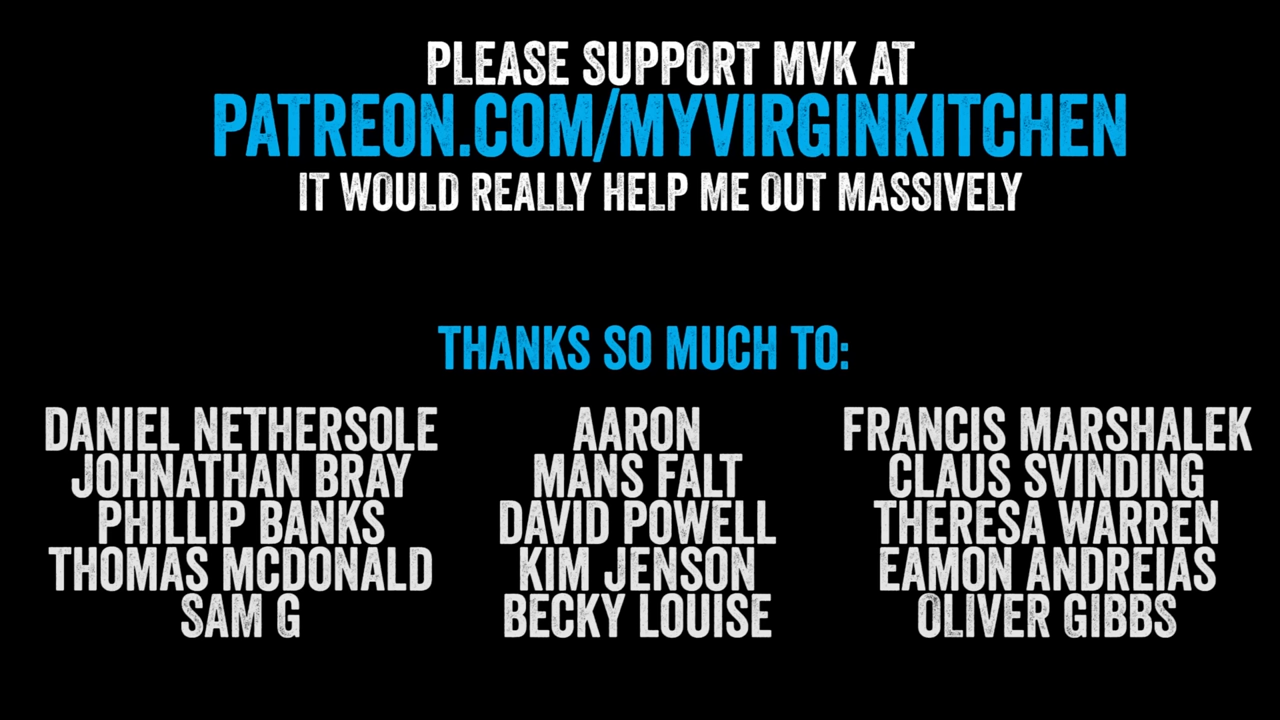 PLEASE SUPPORT MVK AT
PATREON.COM/MYVIRGINKITCHEN
IT WOULD REALLY HELP ME OUT MASSIVELY
THANKS SO MUCH TO:
DANIEL NETHERSOLE
JOHNATHAN BRAY
PHILLIP BANKS
THOMAS MCDONALD
SAM G
AARON
MANS FALT
DAVID POWELL
KIM JENSON
BECKY LOUISE
FRANCIS MARSHALEK
CLAUS SVINDING
THERESA WARREN
EAMON ANDREIAS
OLIVER GIBBS